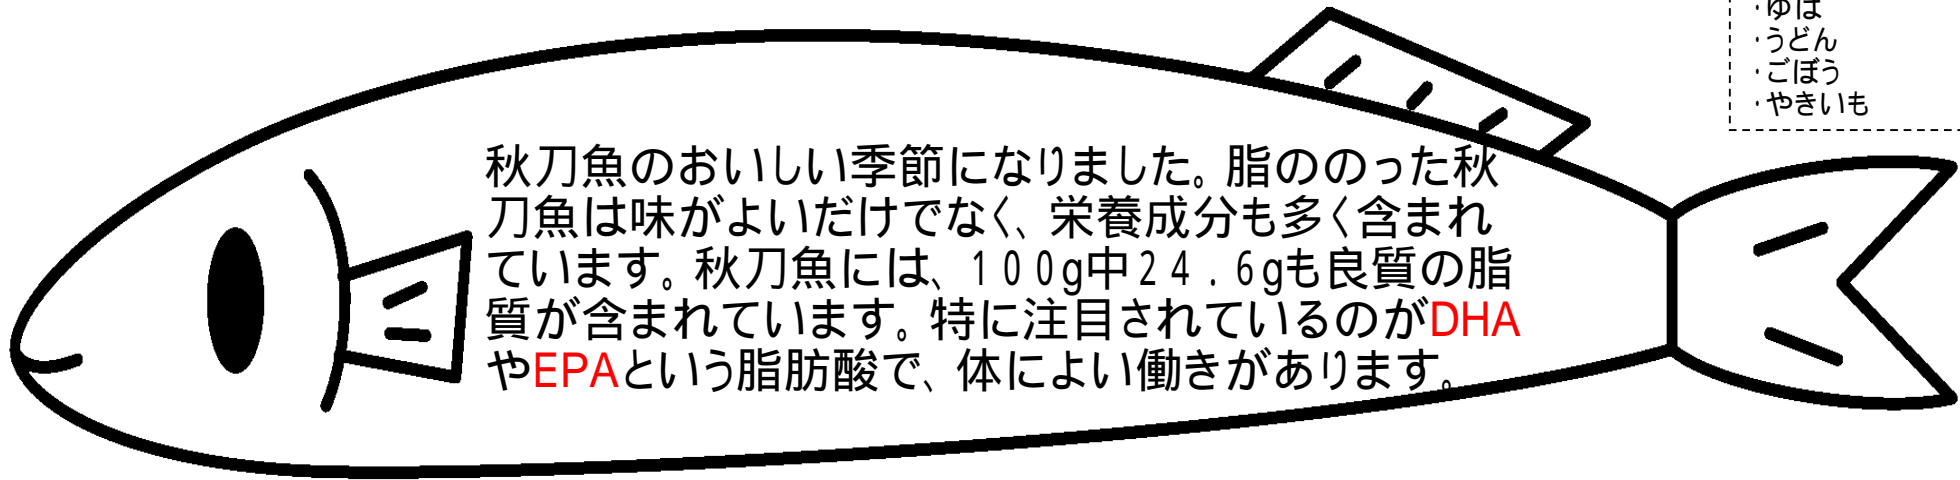 ・ゆば
・うどん
・ごぼう
・やきいも
秋刀魚のおいしい季節になりました。脂ののった秋
刀魚は味がよいだけでなく、栄養成分も多く含まれ
ています。秋刀魚には、100g中24.6gも良質の脂
質が含まれています。特に注目されているのがDHA
やEPAという脂肪酸で、体によい働きがあります。